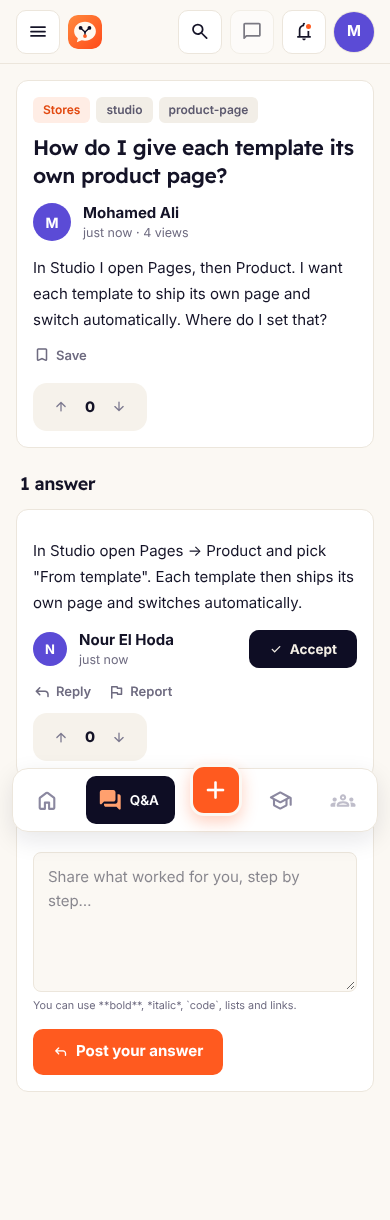 M
Stores
studio
product-page
How do I give each template its
own product page?
M
Mohamed Ali
just now · 4 views
In Studio I open Pages, then Product. I want
each template to ship its own page and
switch automatically. Where do I set that?
Save
0
1 answer
In Studio open Pages → Product and pick
"From template". Each template then ships its
own page and switches automatically.
N
Nour El Hoda
just now
Accept
Reply
Report
0
Q&A
Share what worked for you, step by
step...
You can use **bold**, *italic*, `code`, lists and links.
Post your answer